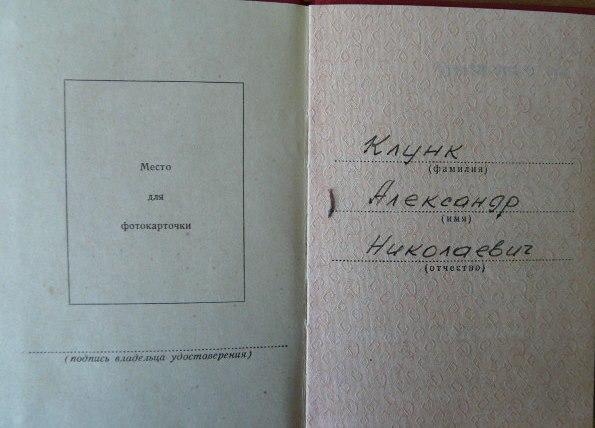 Место
для
фотокарточки
(подпись владельца удостоверения)
Клунк
(фамилия)
Александр
(имя)
Николаевич
(отчество)